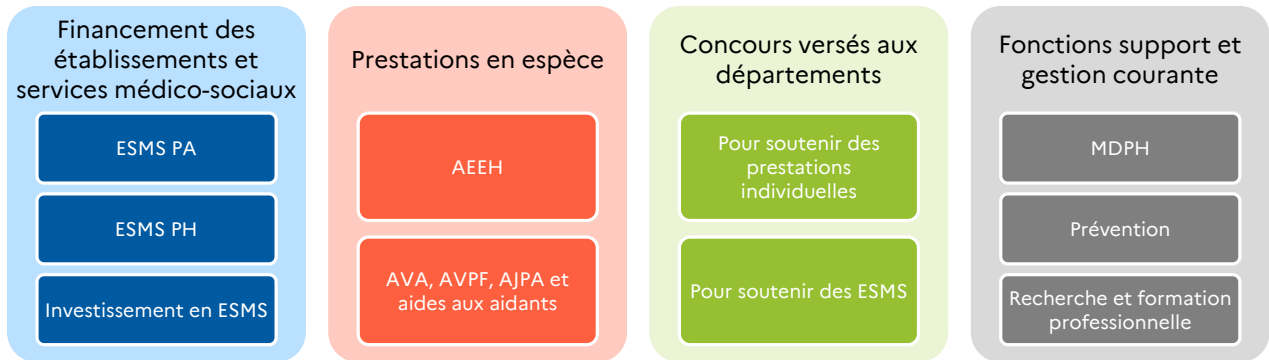 Financement des
établissements et
services médico-sociaux
ESMS PA
ESMS PH
Investissement en ESMS
Prestations en espèce
AEEH
AVA, AVPF, AJPA et
aides aux aidants
Concours versés aux
départements
Pour soutenir des
prestations
individuelles
Pour soutenir des ESMS
Fonctions support et
gestion courante
MDPH
Prévention
Recherche et formation
professionnelle